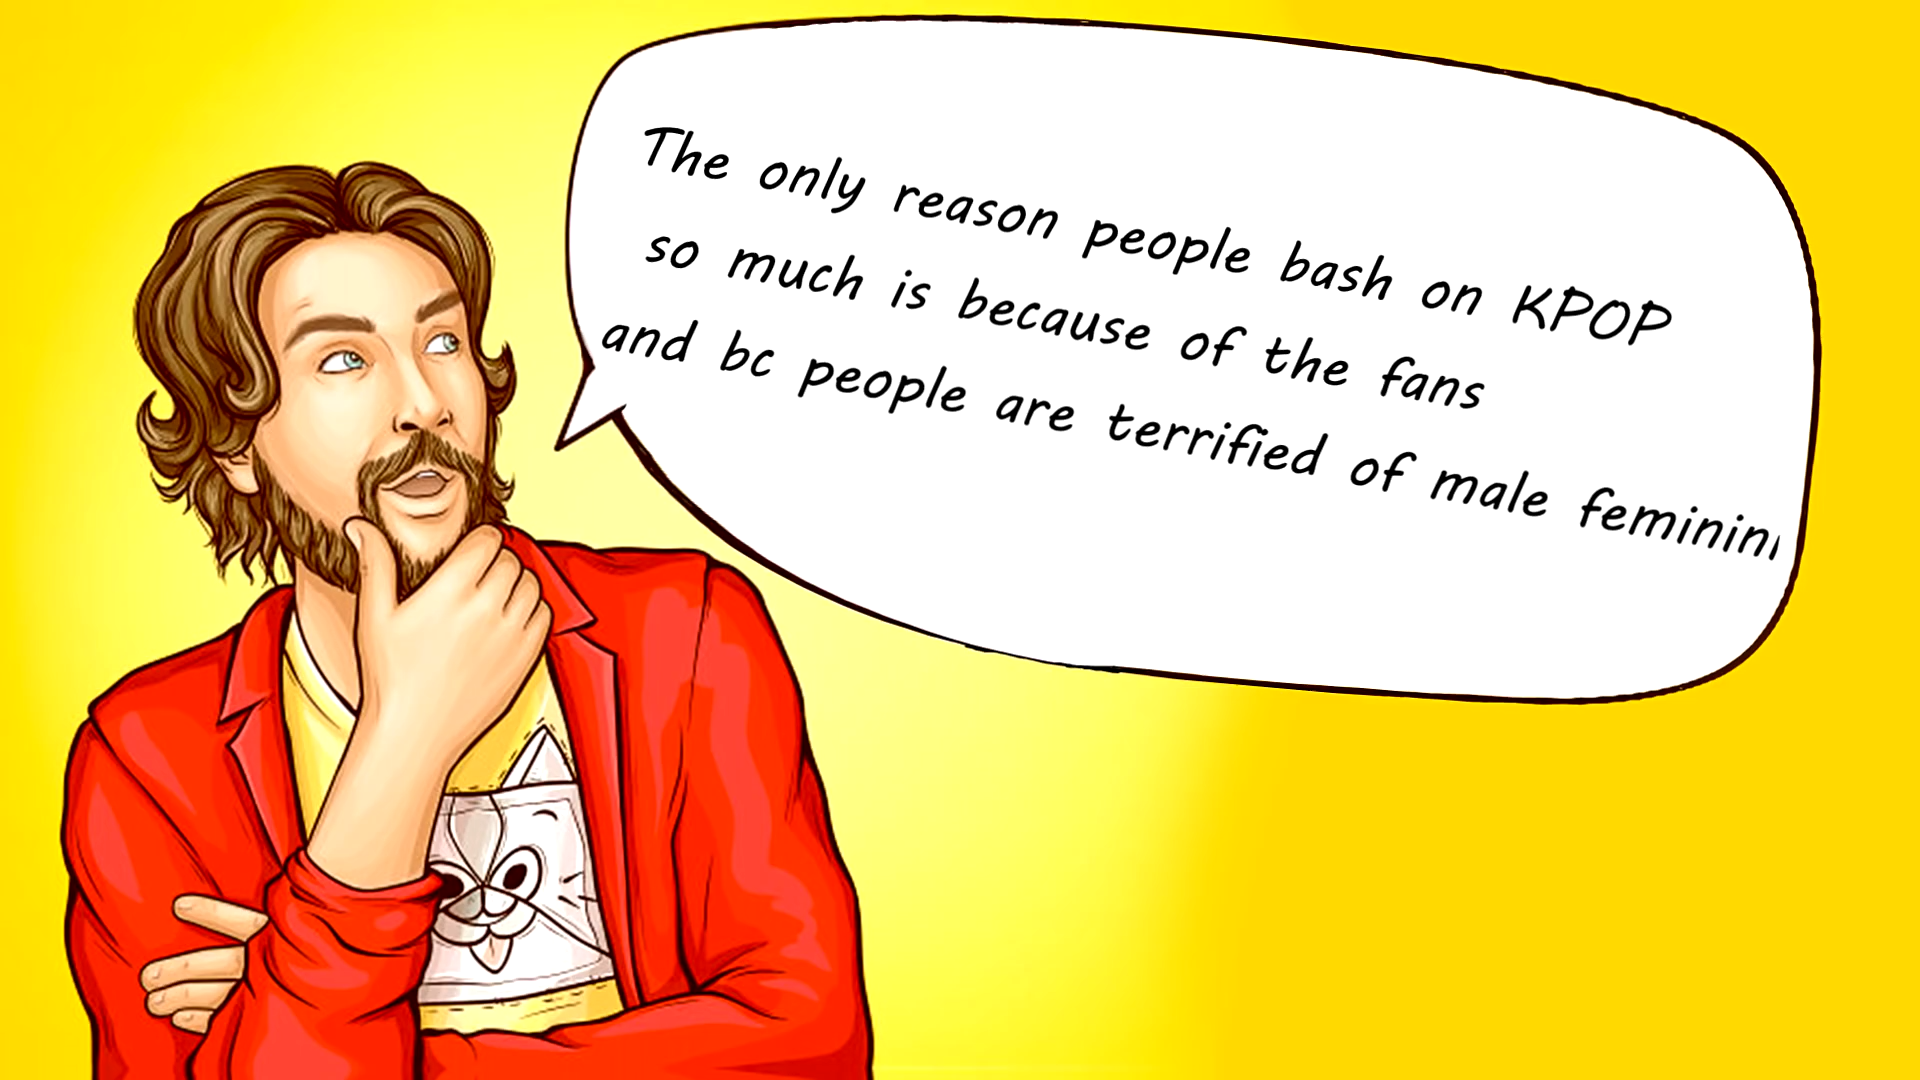 The only reason people bash on KPOP
so much is because of the fans
and bc people are terrified of male